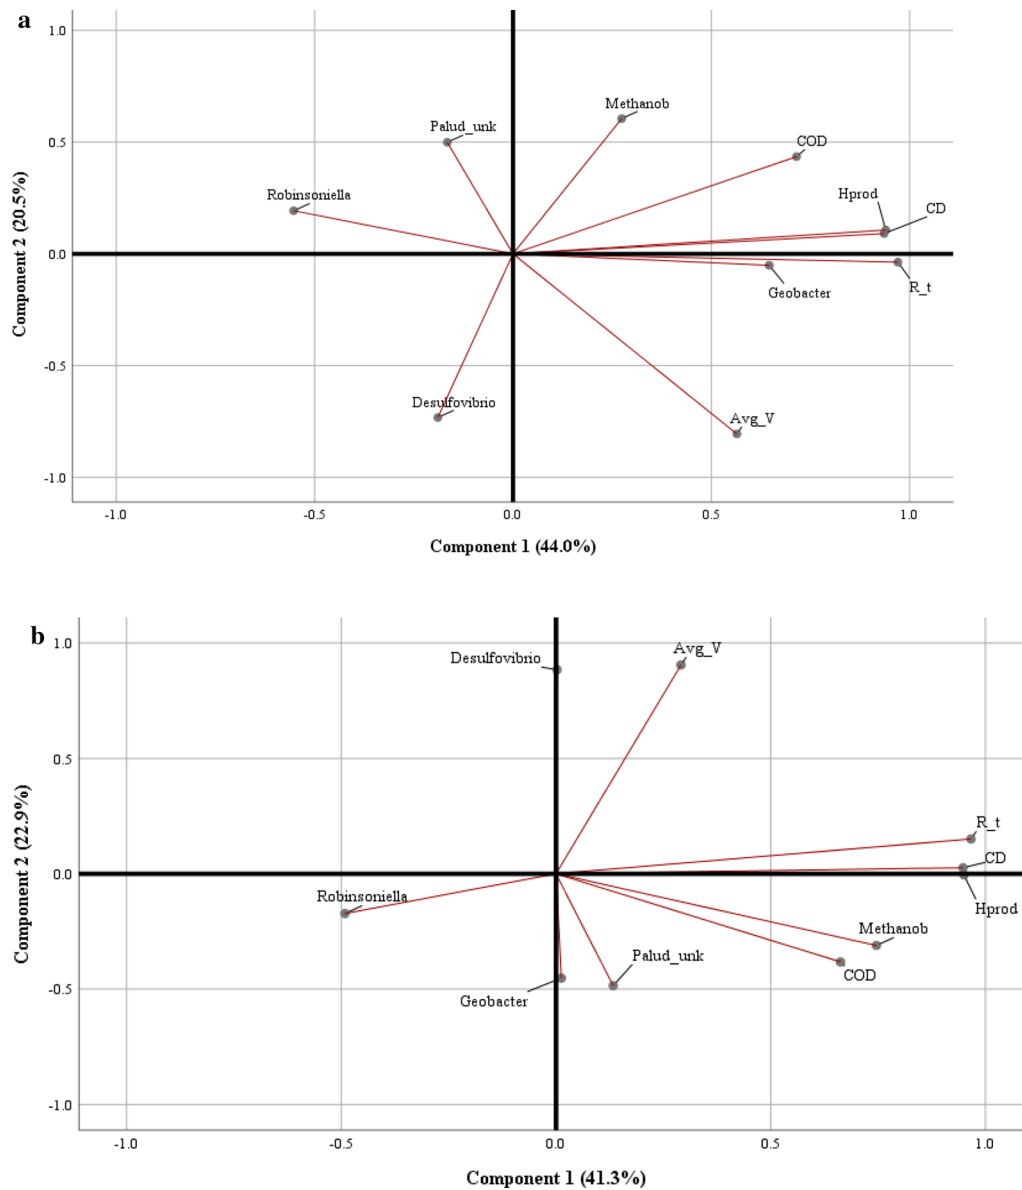 a
1.0
Methanob
Palud_unk
0.5
COD
Robinsoniella
Hprod
CD
0.0
Geobacter
R_t
-0.5
Desulfovibrio
Avg_V
-1.0
-1.0 -0.5 0.0 0.5 1.0
Component 2 (20.5%)
Component 1 (44.0%)
b
1.0
Desulfovibrio
Avg_V
0.5
R_t
CD
0.0
Robinsoniella
Hprod
Methanob
Palud_unk
COD
-0.5
Geobacter
-1.0
-1.0 -0.5 0.0 0.5 1.0
Component 2 (22.9%)
Component 1 (41.3%)